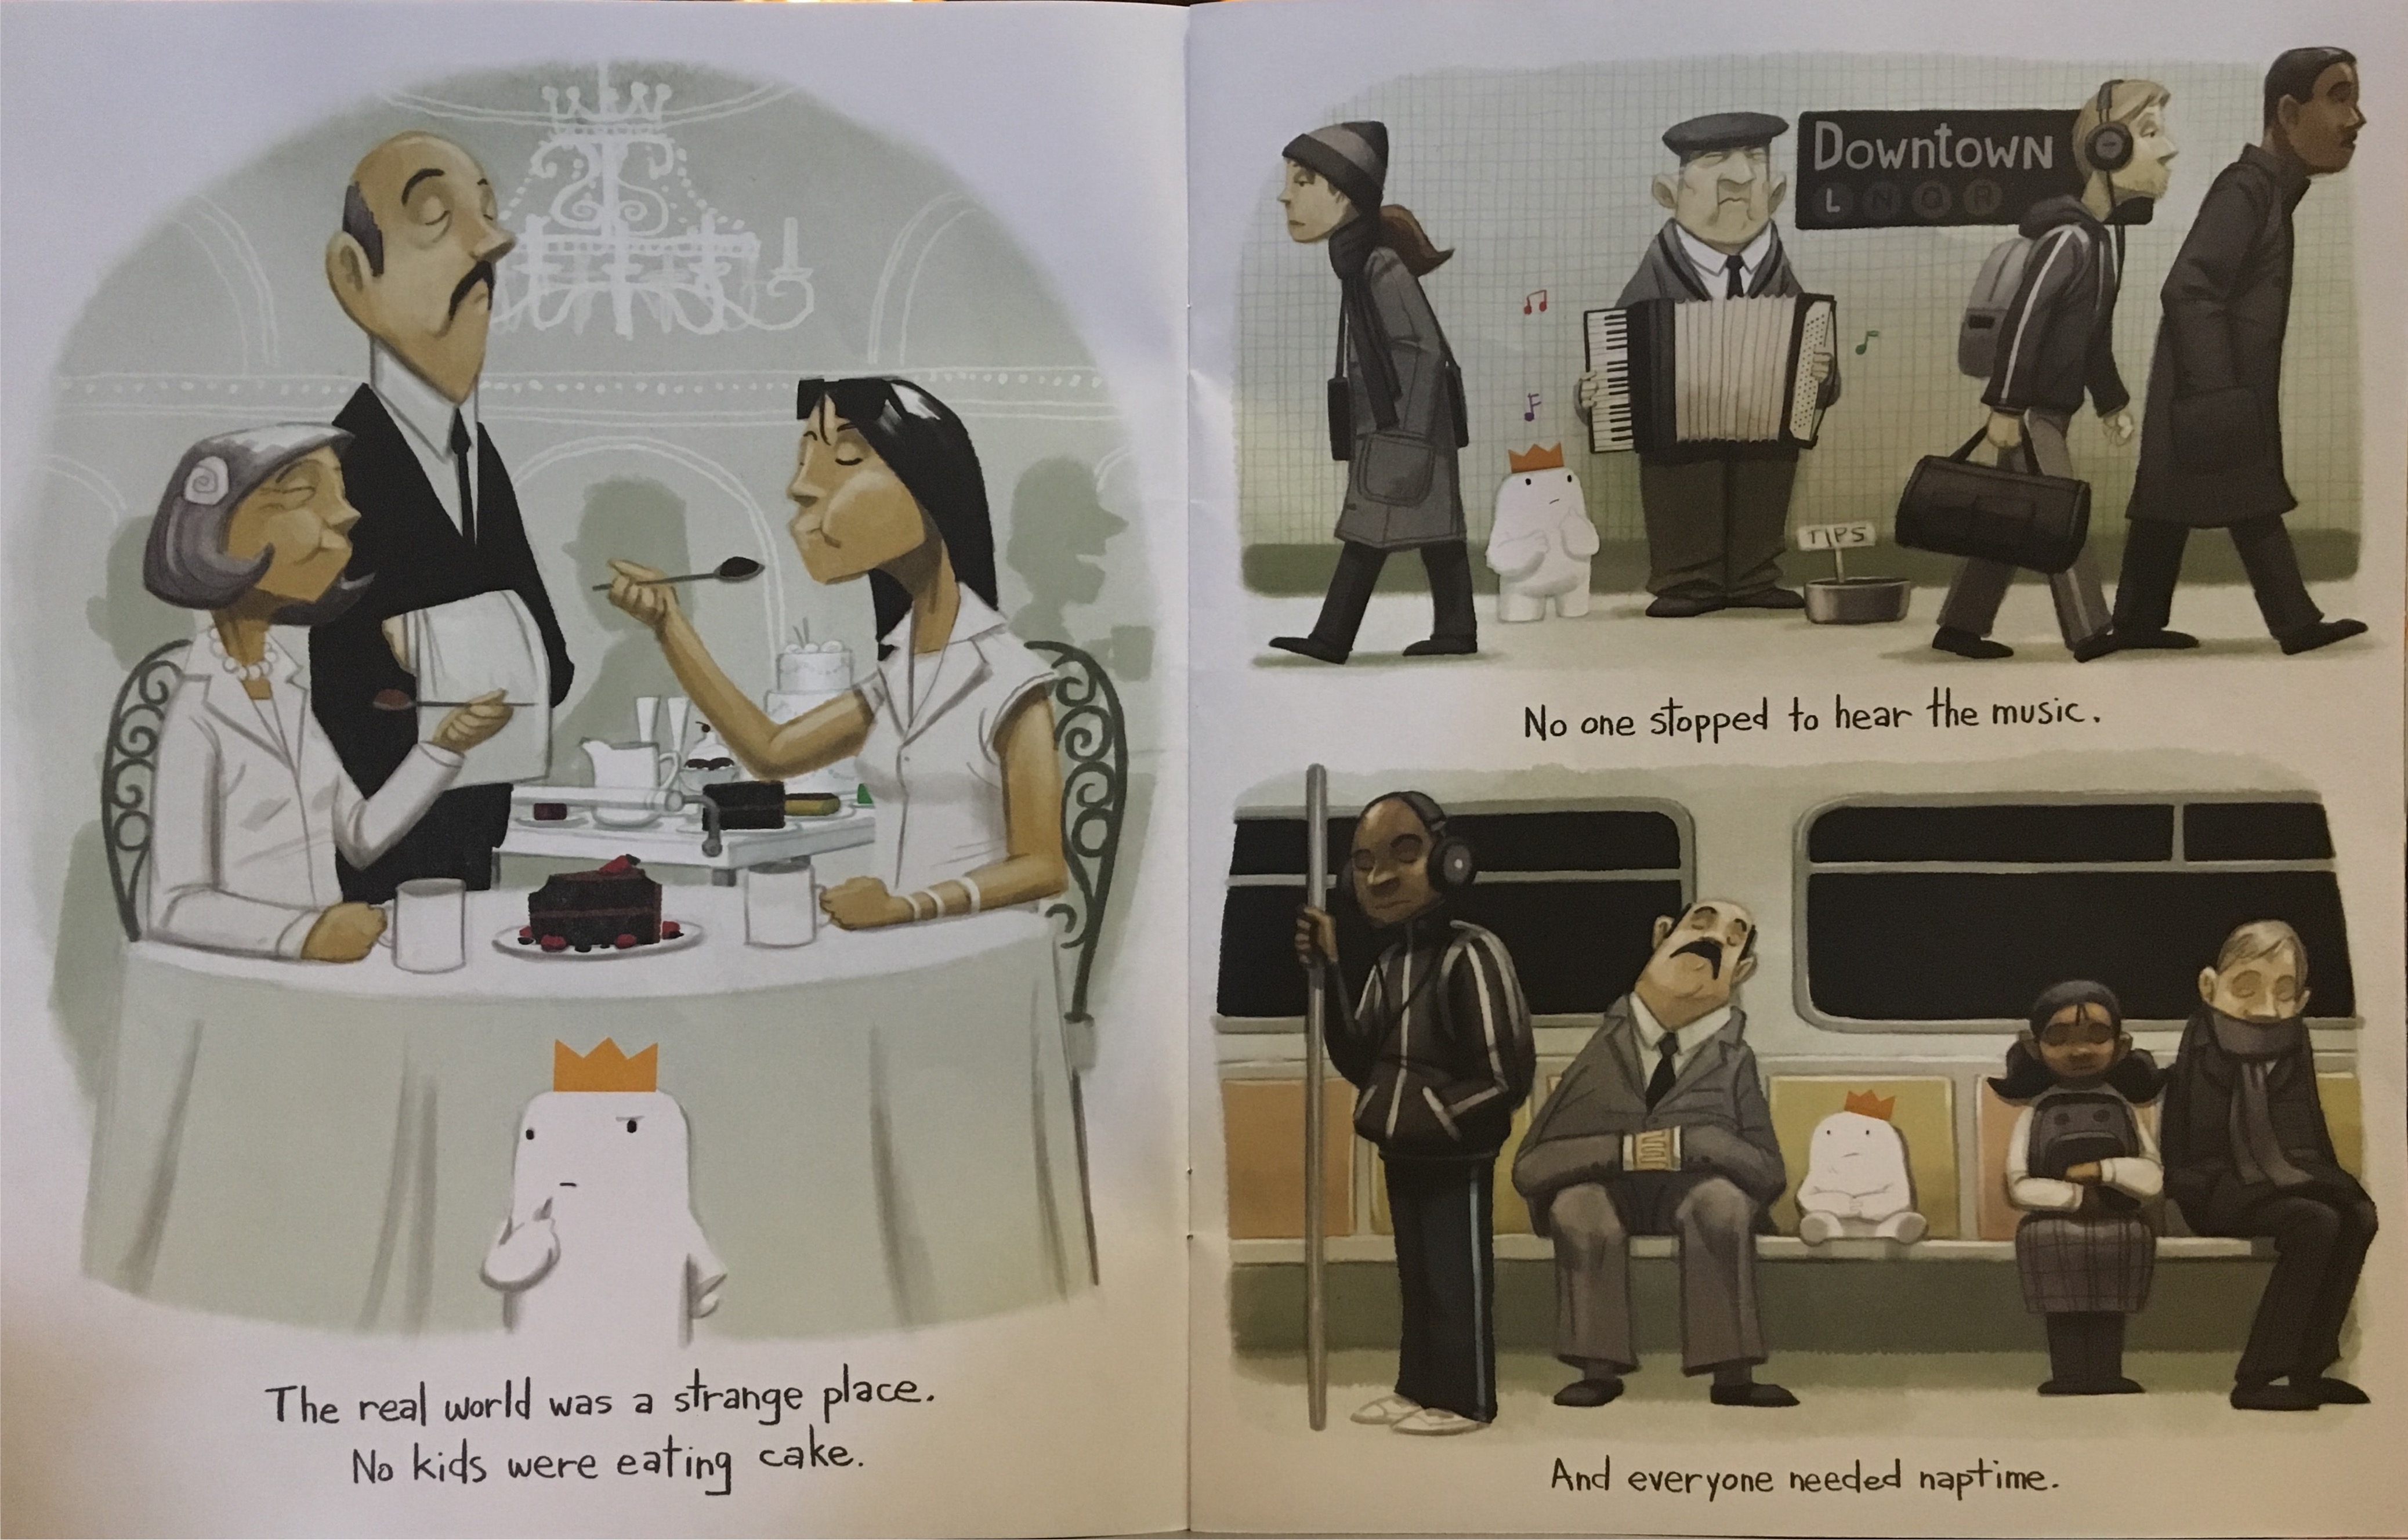 The real world was a strange place.
No kids were eating cake.
Downtown
L N Q R
TIPS
No one stopped to hear the music.
And everyone needed naptime.